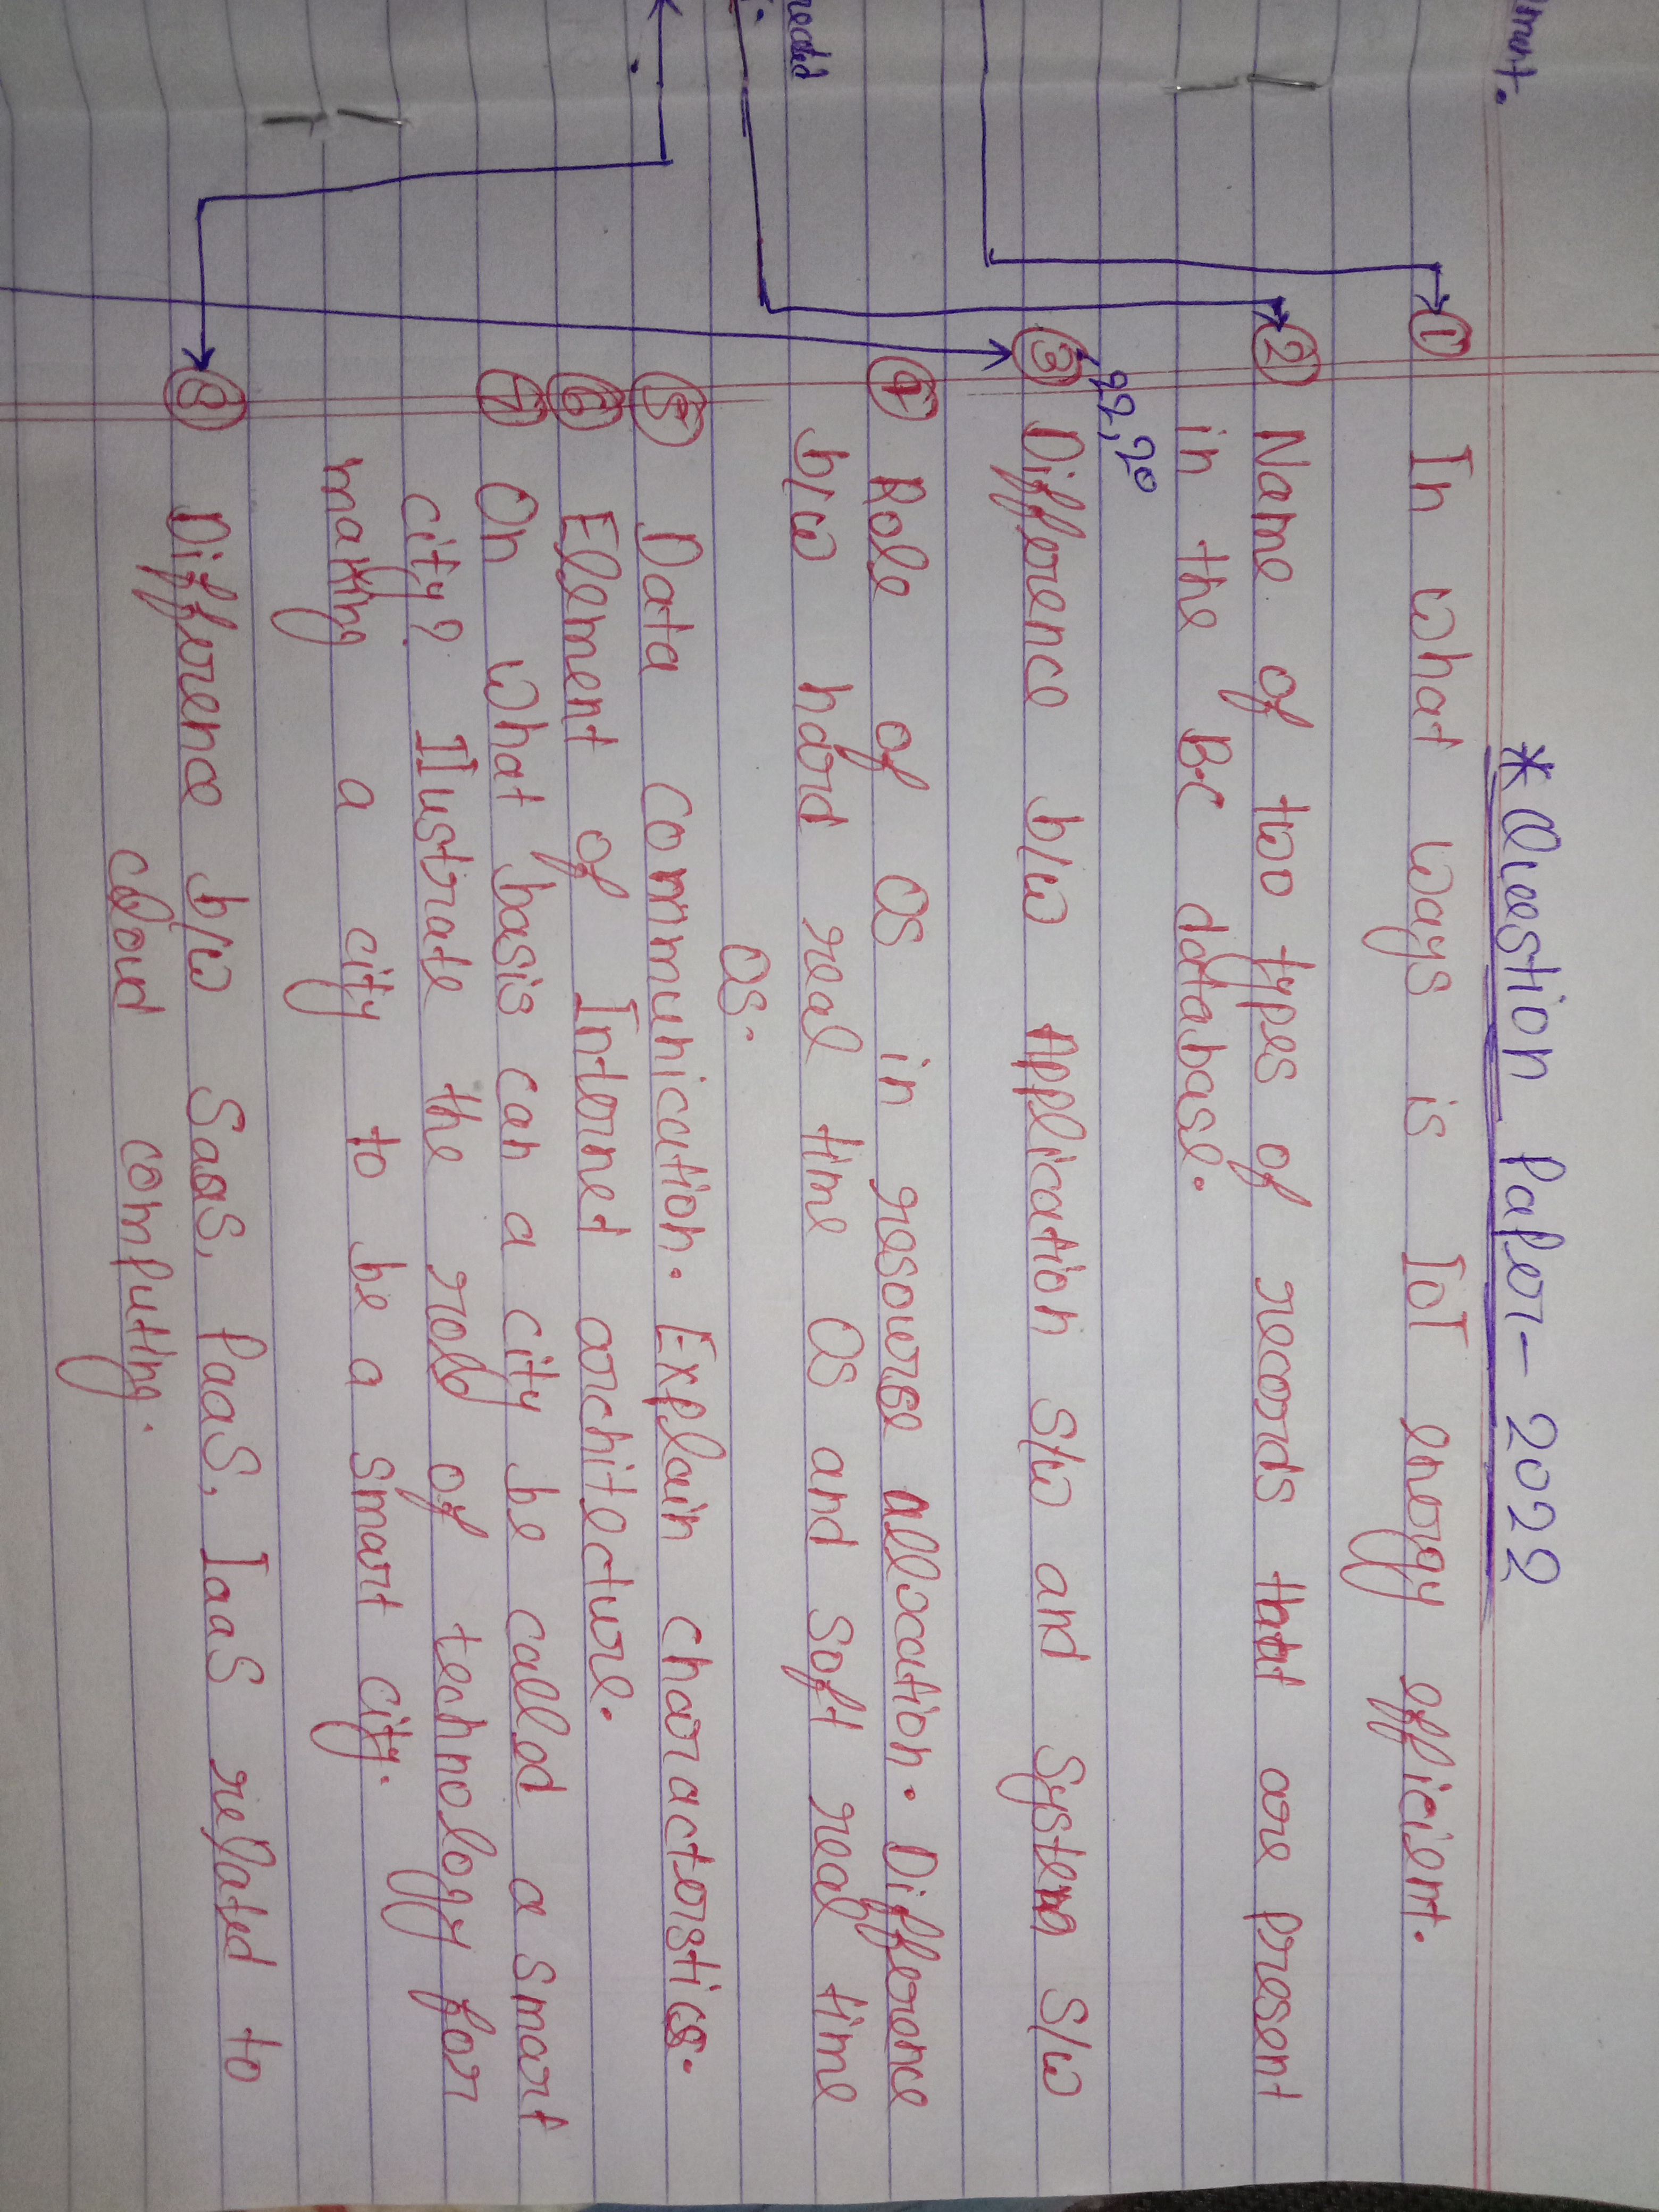 ment.
*Question Paper- 2022
① In what ways is IoT energy efficient.
② Name of two types of records that are present
in the B.C database.
22,20
③ Difference b/w Application s/w and System s/w
④ Role of OS in resourse allocation. Difference
b/w hard real time OS and soft real time
OS.
⑤ Data communication. Explain characterstics.
⑥ Element of Internet architecture.
⑦ On what basis can a city be called a smart
city? Ilustrate the role of technology for
making a city to be a smart city.
⑧ Difference b/w SaaS, PaaS, IaaS related to
cloud computing.